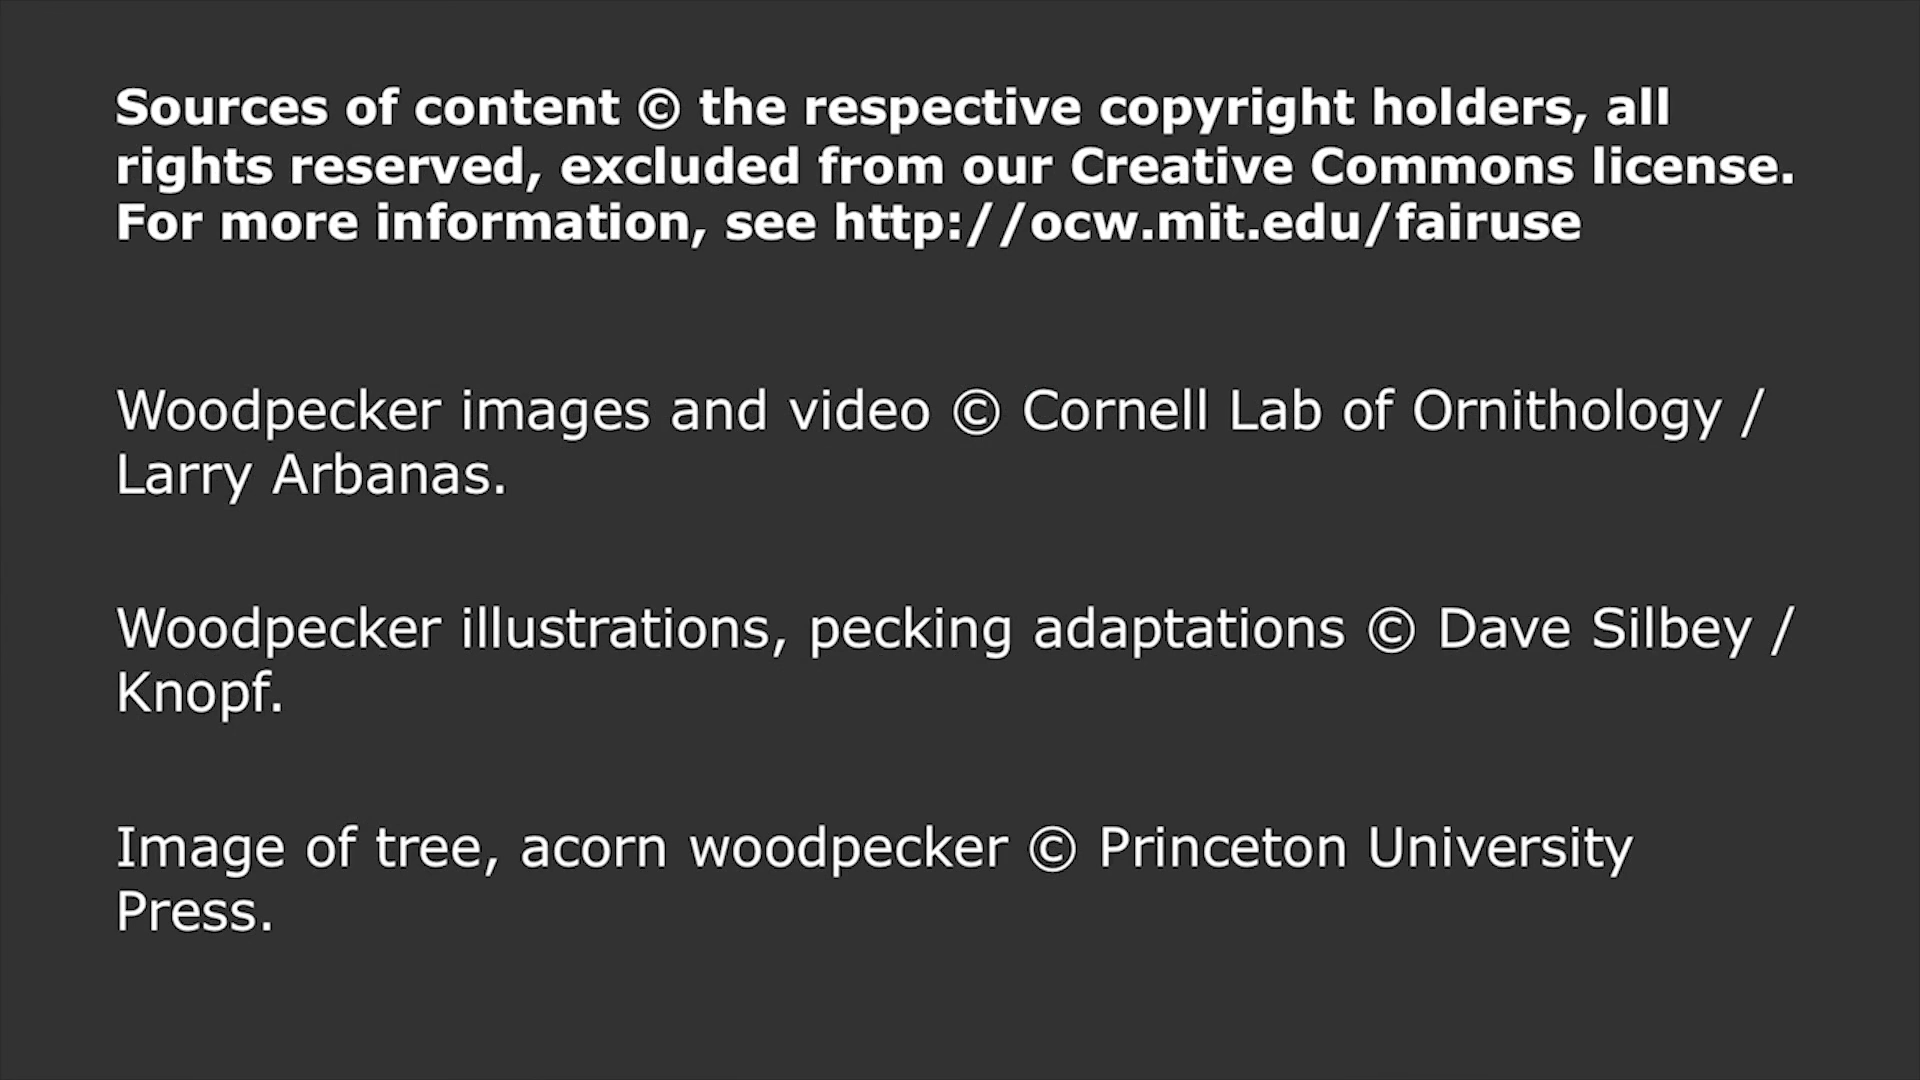 Sources of content © the respective copyright holders, all
rights reserved, excluded from our Creative Commons license.
For more information, see http://ocw.mit.edu/fairuse
Woodpecker images and video © Cornell Lab of Ornithology /
Larry Arbanas.
Woodpecker illustrations, pecking adaptations © Dave Silbey /
Knopf.
Image of tree, acorn woodpecker © Princeton University
Press.